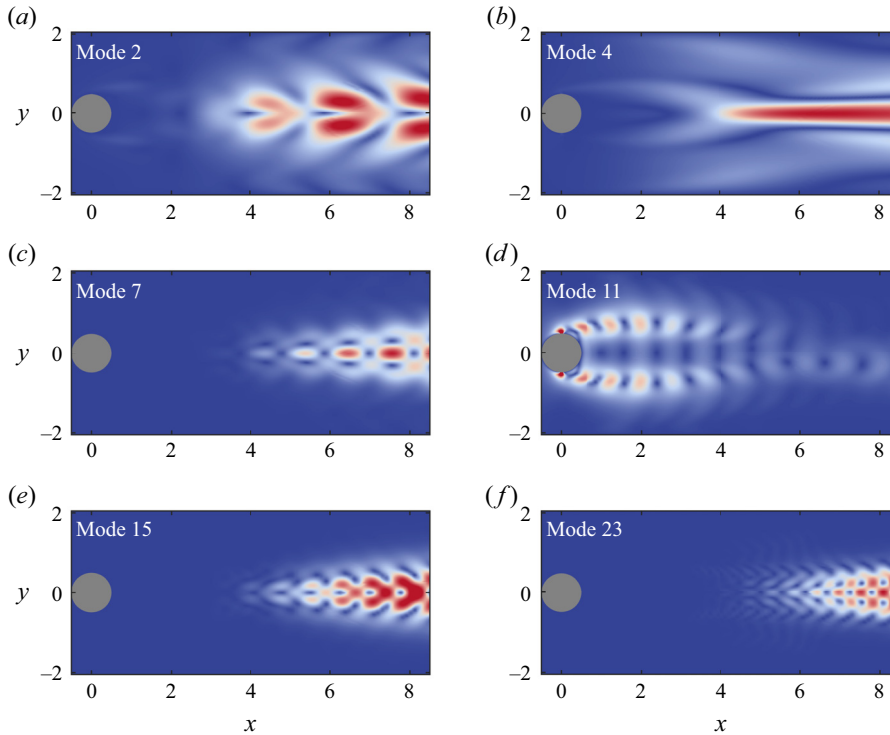 (a) (b)
2 2
Mode 2 Mode 4
y 0 0
–2 –2
0 2 4 6 8 0 2 4 6 8
(c) (d)
2 2
Mode 7 Mode 11
y 0 0
–2 –2
0 2 4 6 8 0 2 4 6 8
(e) (f)
2 2
Mode 15 Mode 23
y 0 0
–2 –2
0 2 4 6 8 0 2 4 6 8
x x